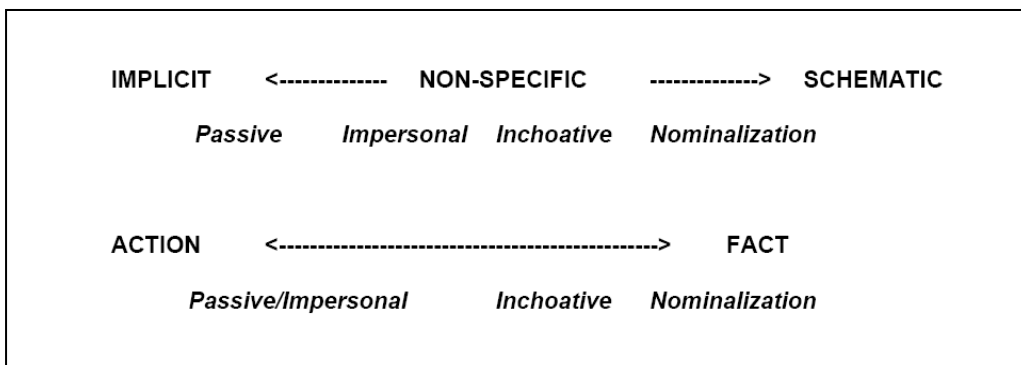 IMPLICIT <-------------- NON-SPECIFIC --------------> SCHEMATIC
Passive Impersonal Inchoative Nominalization
ACTION <-------------------------------------------------> FACT
Passive/Impersonal Inchoative Nominalization